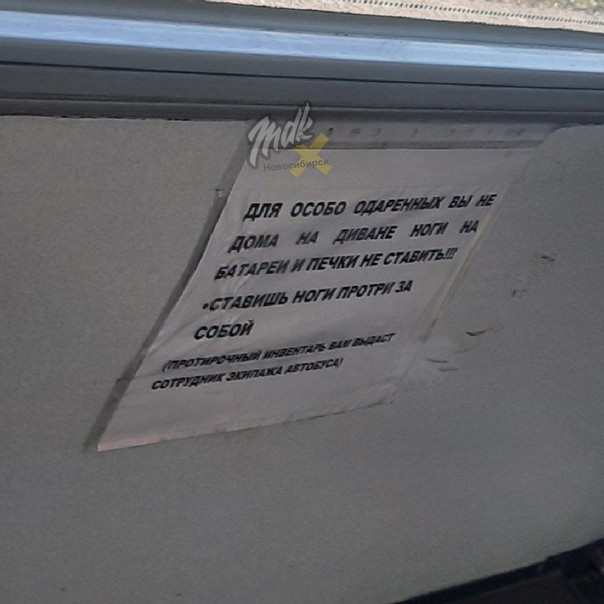 mdk
Новосибирск
ДЛЯ ОСОБО ОДАРЕННЫХ ВЫ НЕ
ДОМА НА ДИВАНЕ НОГИ НА
БАТАРЕИ И ПЕЧКИ НЕ СТАВИТЬ!!!
•СТАВИШЬ НОГИ ПРОТРИ ЗА
СОБОЙ
(ПРОТИРОЧНЫЙ ИНВЕНТАРЬ ВАМ ВЫДАСТ
СОТРУДНИК ЭКИПАЖА АВТОБУСА)